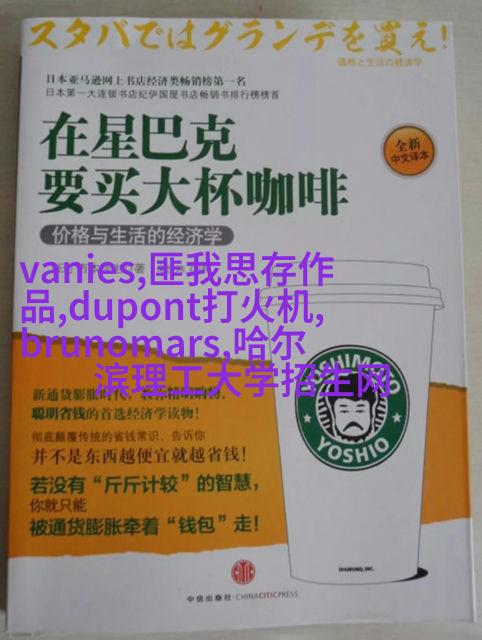 スタバではグランデを買え!
価格と生活の経済学
日本亚马逊网上书店经济类畅销榜第一名
日本第一大连锁书店纪伊国屋书店畅销书排行榜榜首
在星巴克
要买大杯咖啡
全新
中文译本
价格与生活的经济学
著
vanies,匪我思存作
品,dupont打火机,
brunomars,哈尔
滨理工大学招生网
YOSHIO
新通货膨胀时代,
聪明省钱的首选经济学读物!
彻底颠覆传统的省钱常识,告诉你
并不是东西越便宜就越省钱!
若没有“斤斤计较”的智慧,
你就只能
被通货膨胀牵着“钱包”走!
DIAMOND, INC.
中信出版社·CHINACITICPRESS